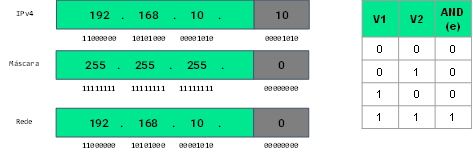 IPv4 192 . 168 . 10 . 10
11000000 10101000 00001010 00001010
Máscara 255 . 255 . 255 . 0
11111111 11111111 11111111 00000000
Rede 192 . 168 . 10 . 0
11000000 10101000 00001010 00000000
V1 V2 AND (e)
0 0 0
0 1 0
1 0 0
1 1 1